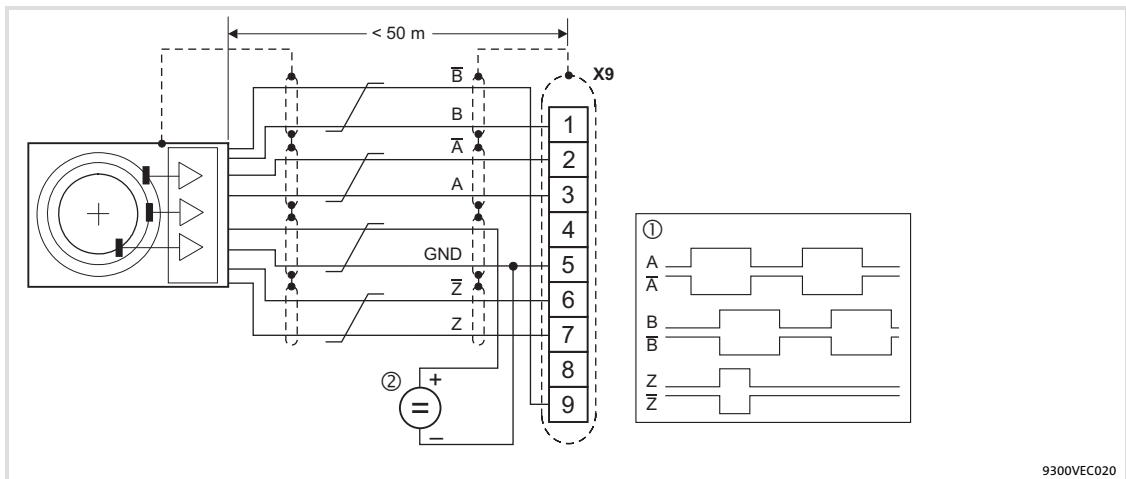 < 50 m
X9
B̅
B
A̅
A
GND
Z̅
Z
1
2
3
4
5
6
7
8
9
②
+
=
–
①
A
A̅
B
B̅
Z
Z̅
9300VEC020